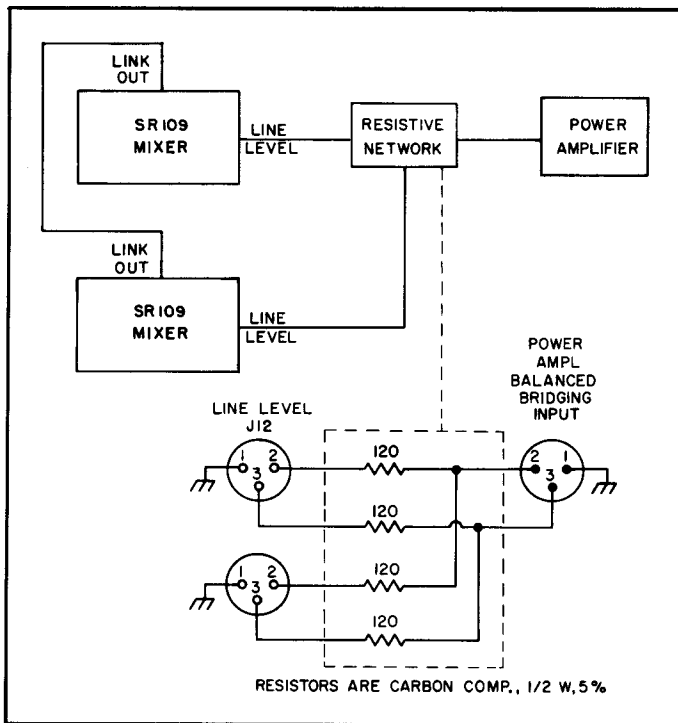 LINK
OUT
SR109
MIXER
LINE
LEVEL
RESISTIVE
NETWORK
POWER
AMPLIFIER
LINK
OUT
SR109
MIXER
LINE
LEVEL
POWER
AMPL
BALANCED
BRIDGING
INPUT
LINE LEVEL
J12
1 2
3
120
120
2 1
3
1 2
3
120
120
RESISTORS ARE CARBON COMP., 1/2 W, 5%